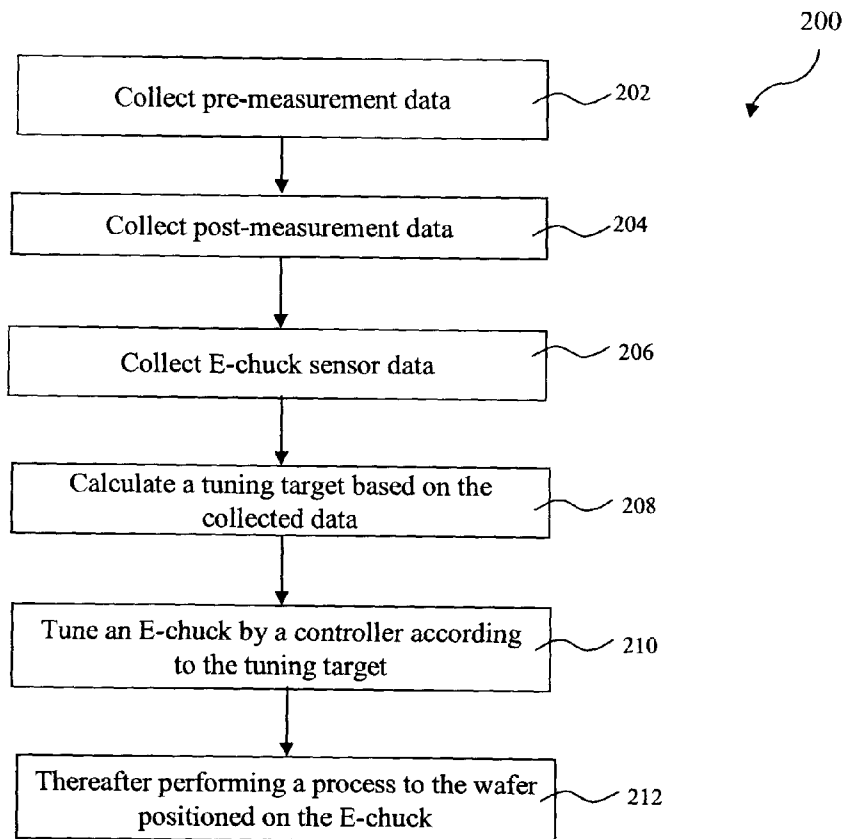 200
Collect pre-measurement data
202
Collect post-measurement data
204
Collect E-chuck sensor data
206
Calculate a tuning target based on the
collected data
208
Tune an E-chuck by a controller according
to the tuning target
210
Thereafter performing a process to the wafer
positioned on the E-chuck
212